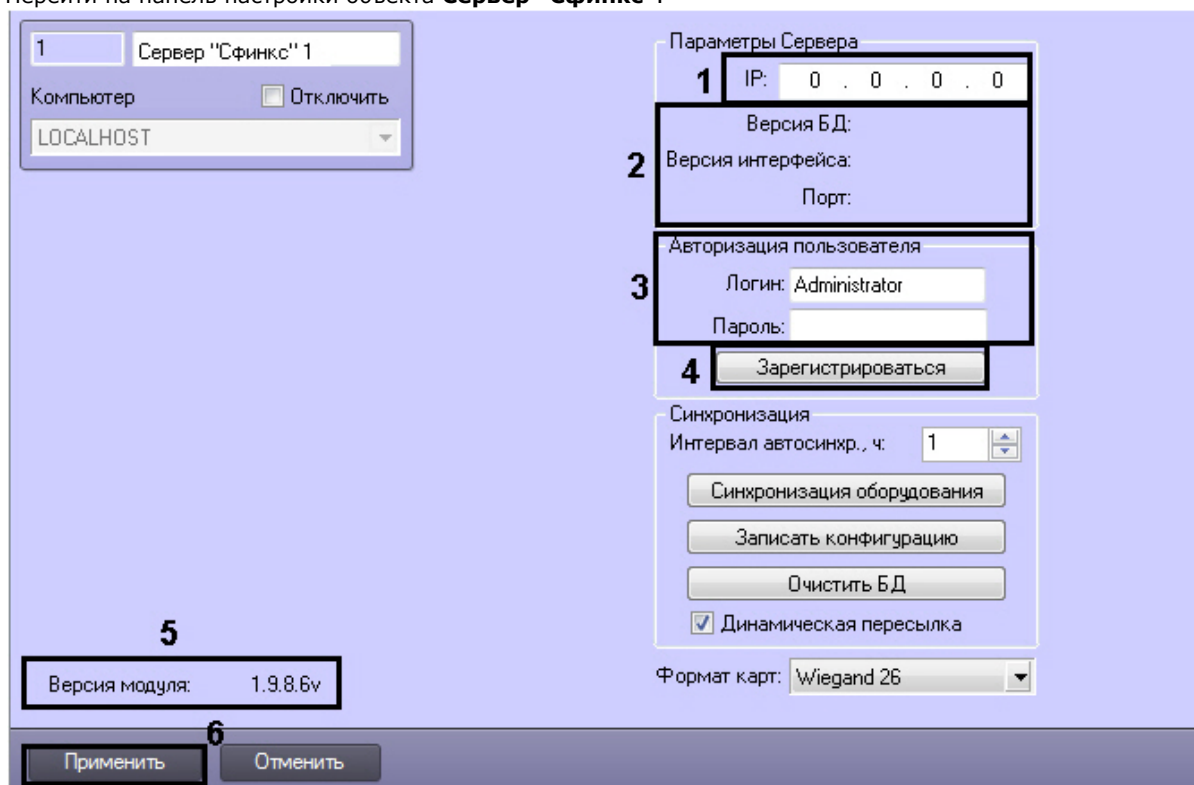 Перейти на панель настройки объекта Сервер "Сфинкс".
1 Сервер "Сфинкс" 1
Компьютер Отключить
LOCALHOST
Параметры Сервера
1 IP: 0 . 0 . 0 . 0
2
Версия БД:
Версия интерфейса:
Порт:
Авторизация пользователя
3 Логин: Administrator
Пароль:
4 Зарегистрироваться
Синхронизация
Интервал автосинхр., ч: 1
Синхронизация оборудования
Записать конфигурацию
Очистить БД
Динамическая пересылка
Формат карт: Wiegand 26
5
Версия модуля: 1.9.8.6v
6
Применить Отменить